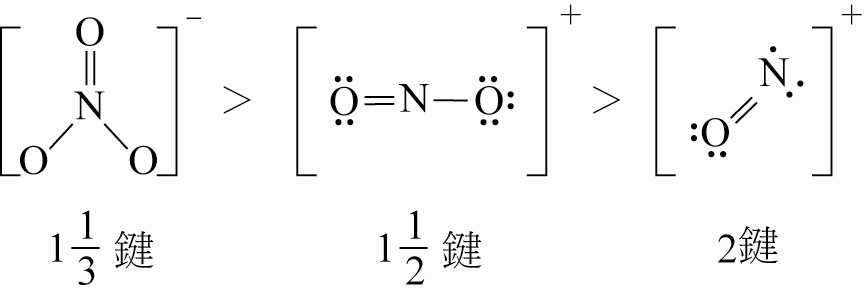 [O=N(O)O]⁻ > [:Ö=N—Ö:]⁺ > [:O=N]⁺
1 1/3 鍵 1 1/2 鍵 2鍵